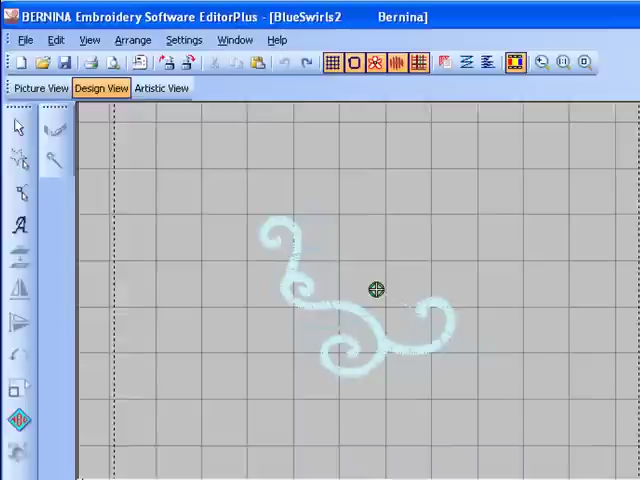 BERNINA Embroidery Software EditorPlus - [BlueSwirls2 Bernina]
File Edit View Arrange Settings Window Help
Picture View Design View Artistic View
A